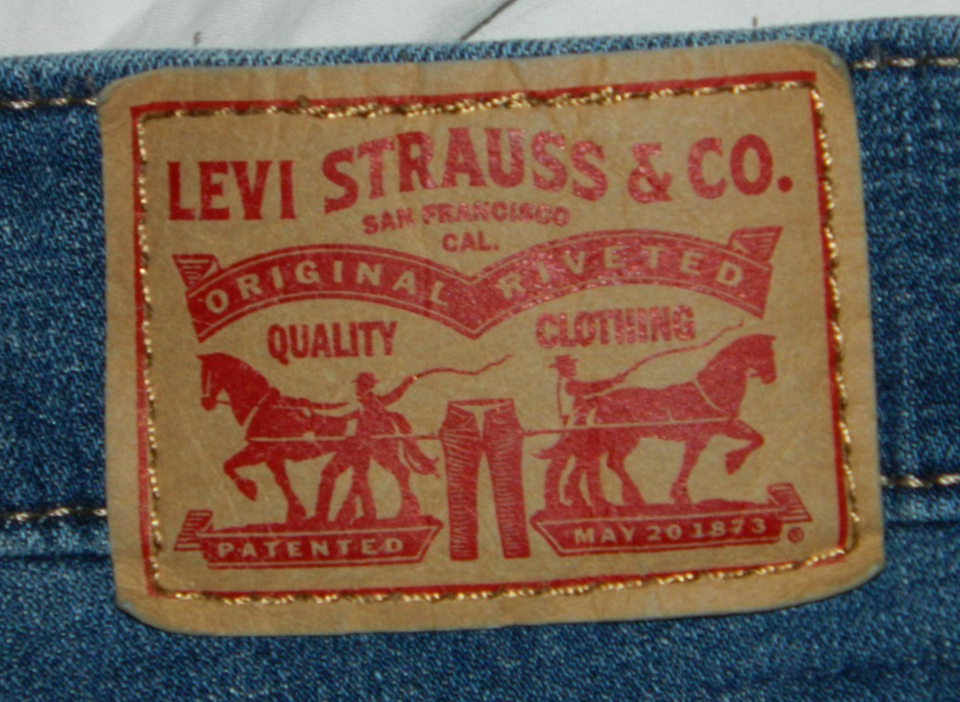 LEVI STRAUSS & CO.
SAN FRANCISCO
CAL.
ORIGINAL RIVETED
QUALITY CLOTHING
PATENTED MAY 20 1873 ®